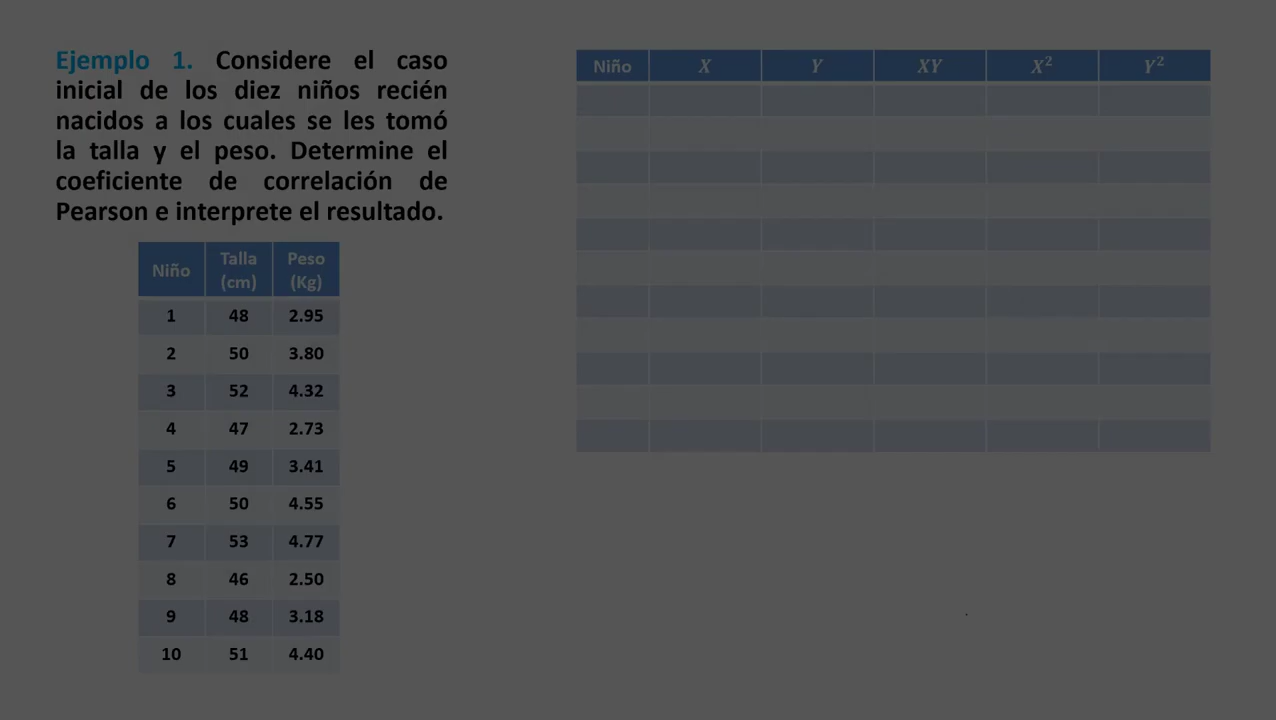 Ejemplo 1. Considere el caso
inicial de los diez niños recién
nacidos a los cuales se les tomó
la talla y el peso. Determine el
coeficiente de correlación de
Pearson e interprete el resultado.
Niño Talla (cm) Peso (Kg)
1 48 2.95
2 50 3.80
3 52 4.32
4 47 2.73
5 49 3.41
6 50 4.55
7 53 4.77
8 46 2.50
9 48 3.18
10 51 4.40
Niño X Y XY X² Y²